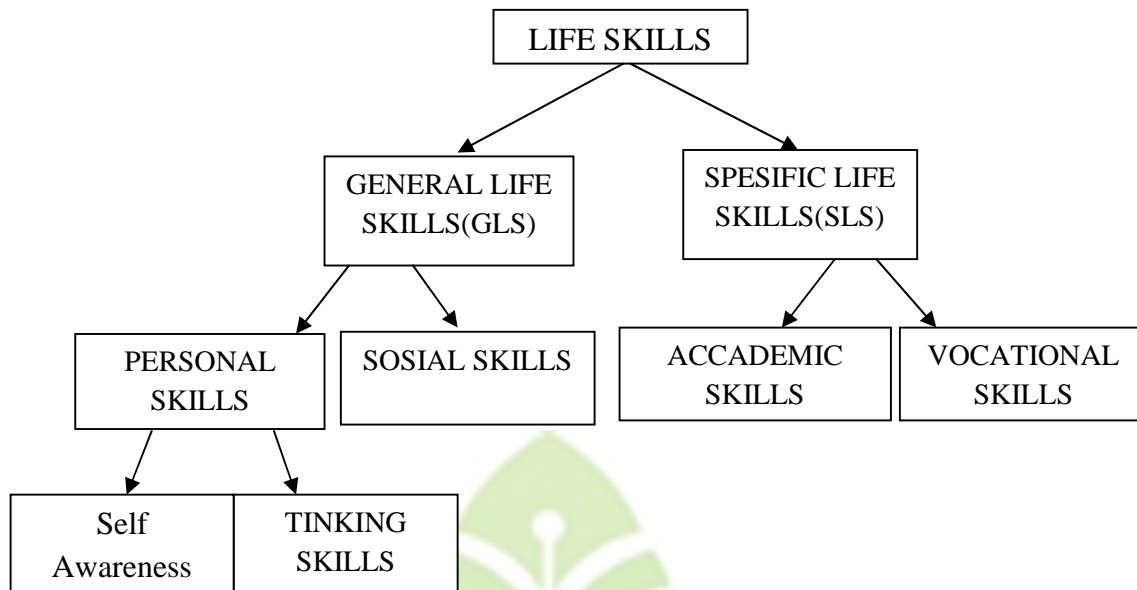 LIFE SKILLS
GENERAL LIFE
SKILLS(GLS)
SPESIFIC LIFE
SKILLS(SLS)
PERSONAL
SKILLS
SOSIAL SKILLS
ACCADEMIC
SKILLS
VOCATIONAL
SKILLS
Self
Awareness
TINKING
SKILLS